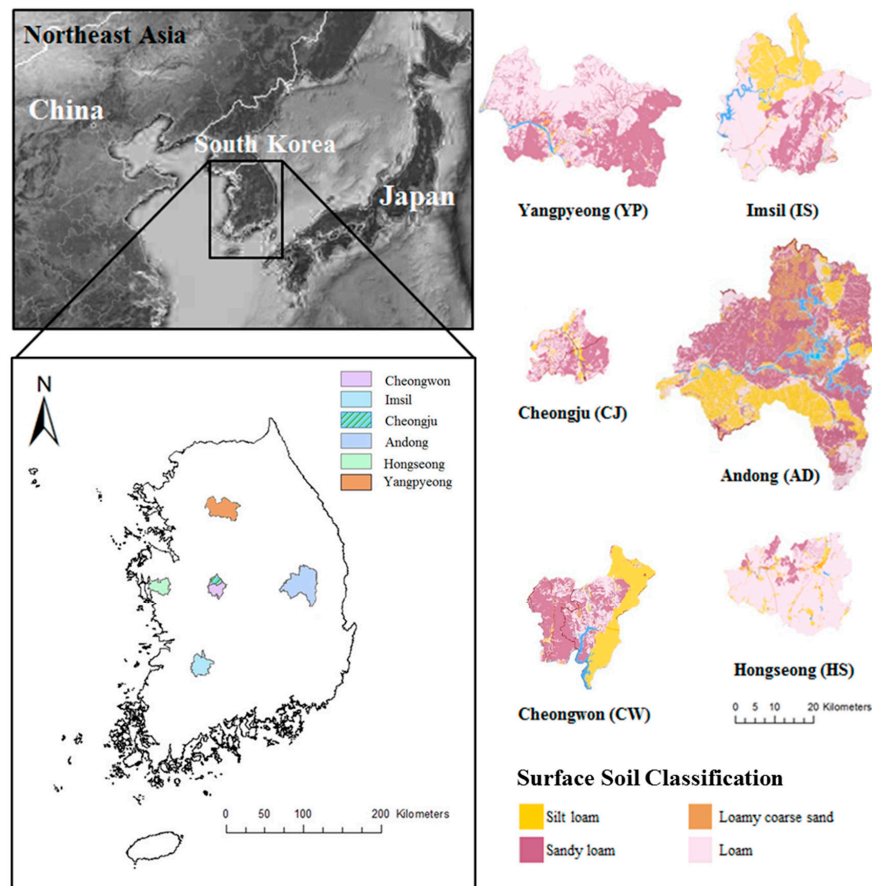 Northeast Asia
China
South Korea
Japan
N
Cheongwon
Imsil
Cheongju
Andong
Hongseong
Yangpyeong
0 50 100 200 Kilometers
Yangpyeong (YP)
Imsil (IS)
Cheongju (CJ)
Andong (AD)
Cheongwon (CW)
Hongseong (HS)
0 5 10 20 Kilometers
Surface Soil Classification
Silt loam
Loamy coarse sand
Sandy loam
Loam